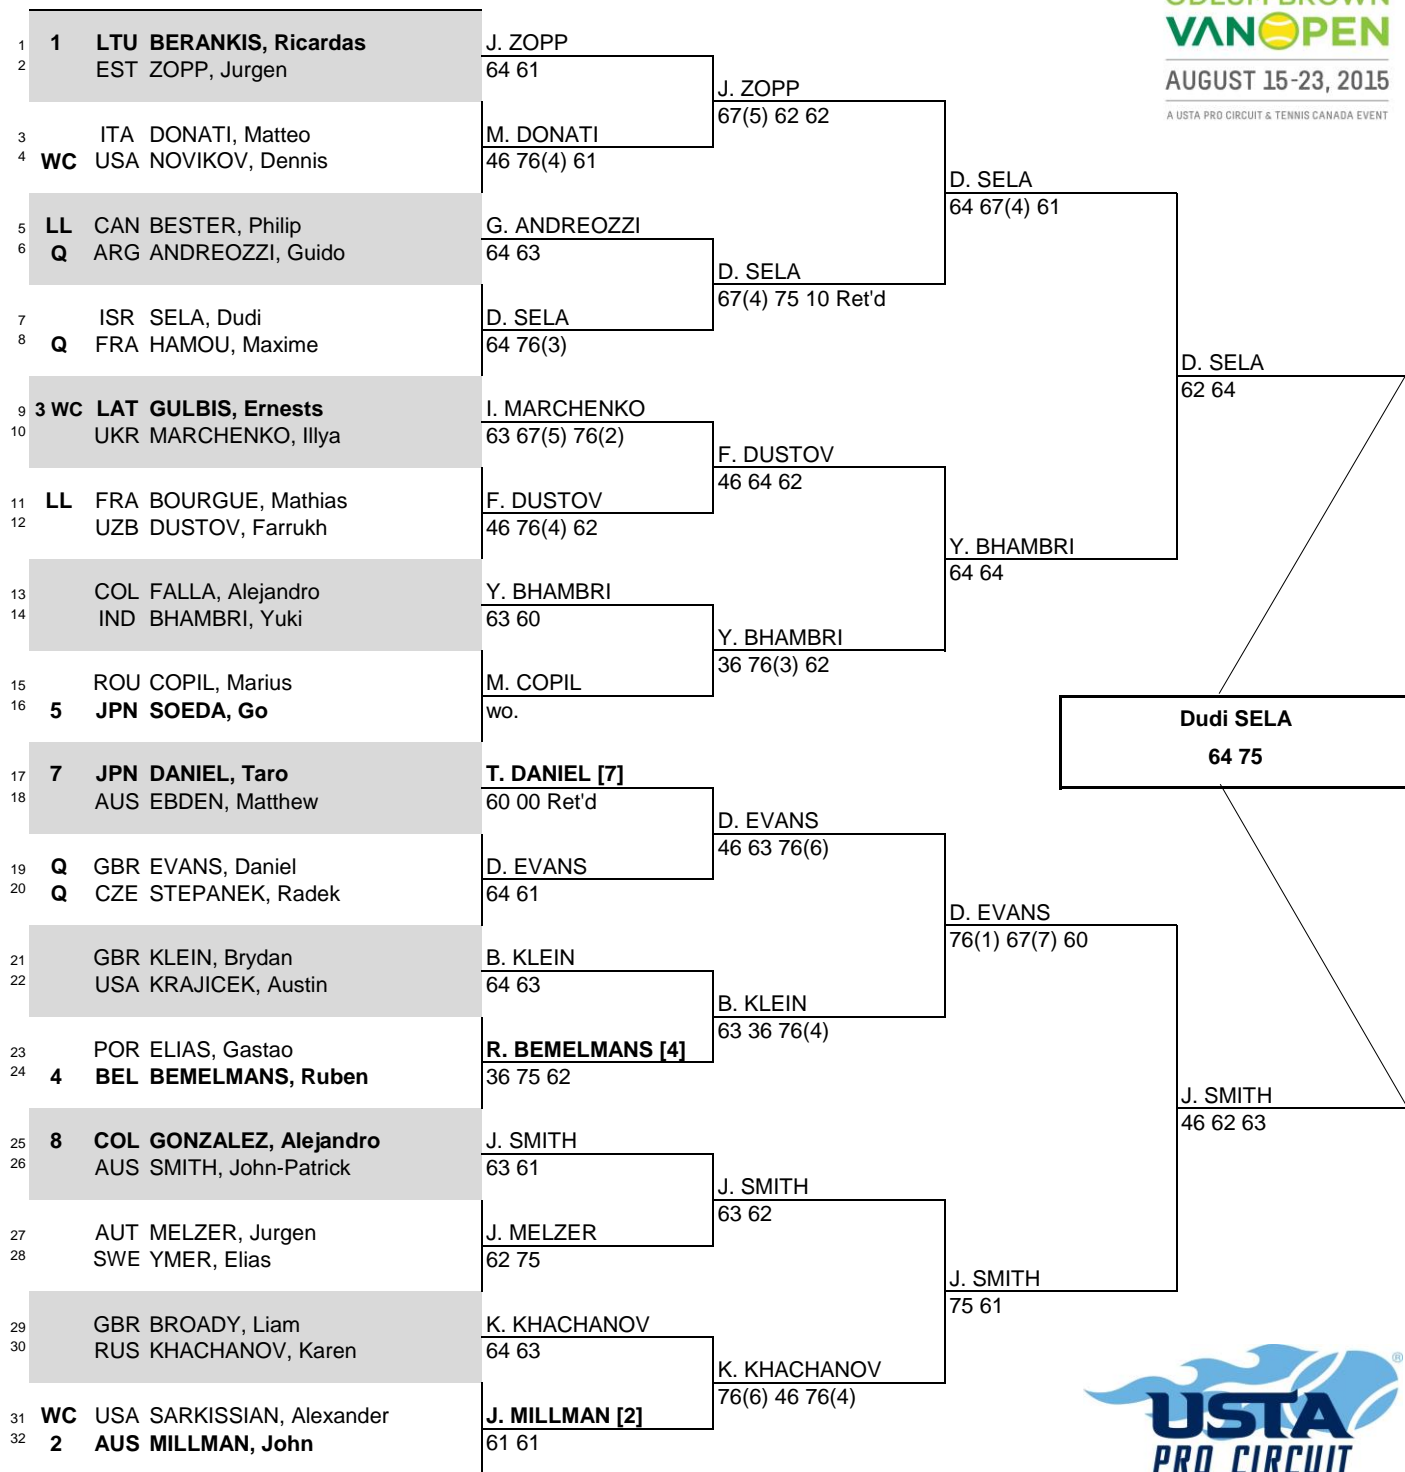 ODLUM BROWN
VANOPEN
AUGUST 15-23, 2015
A USTA PRO CIRCUIT & TENNIS CANADA EVENT
1 1 LTU BERANKIS, Ricardas
2 EST ZOPP, Jurgen
J. ZOPP
64 61
3 ITA DONATI, Matteo
4 WC USA NOVIKOV, Dennis
M. DONATI
46 76(4) 61
5 LL CAN BESTER, Philip
6 Q ARG ANDREOZZI, Guido
G. ANDREOZZI
64 63
7 ISR SELA, Dudi
8 Q FRA HAMOU, Maxime
D. SELA
64 76(3)
9 3 WC LAT GULBIS, Ernests
10 UKR MARCHENKO, Illya
I. MARCHENKO
63 67(5) 76(2)
11 LL FRA BOURGUE, Mathias
12 UZB DUSTOV, Farrukh
F. DUSTOV
46 76(4) 62
13 COL FALLA, Alejandro
14 IND BHAMBRI, Yuki
Y. BHAMBRI
63 60
15 ROU COPIL, Marius
16 5 JPN SOEDA, Go
M. COPIL
wo.
17 7 JPN DANIEL, Taro
18 AUS EBDEN, Matthew
T. DANIEL [7]
60 00 Ret'd
19 Q GBR EVANS, Daniel
20 Q CZE STEPANEK, Radek
D. EVANS
64 61
21 GBR KLEIN, Brydan
22 USA KRAJICEK, Austin
B. KLEIN
64 63
23 POR ELIAS, Gastao
24 4 BEL BEMELMANS, Ruben
R. BEMELMANS [4]
36 75 62
25 8 COL GONZALEZ, Alejandro
26 AUS SMITH, John-Patrick
J. SMITH
63 61
27 AUT MELZER, Jurgen
28 SWE YMER, Elias
J. MELZER
62 75
29 GBR BROADY, Liam
30 RUS KHACHANOV, Karen
K. KHACHANOV
64 63
31 WC USA SARKISSIAN, Alexander
32 2 AUS MILLMAN, John
J. MILLMAN [2]
61 61
J. ZOPP
67(5) 62 62
D. SELA
67(4) 75 10 Ret'd
F. DUSTOV
46 64 62
Y. BHAMBRI
36 76(3) 62
D. EVANS
46 63 76(6)
B. KLEIN
63 36 76(4)
J. SMITH
63 62
K. KHACHANOV
76(6) 46 76(4)
D. SELA
64 67(4) 61
Y. BHAMBRI
64 64
D. EVANS
76(1) 67(7) 60
J. SMITH
75 61
D. SELA
62 64
J. SMITH
46 62 63
Dudi SELA
64 75
USTA ®
PRO CIRCUIT